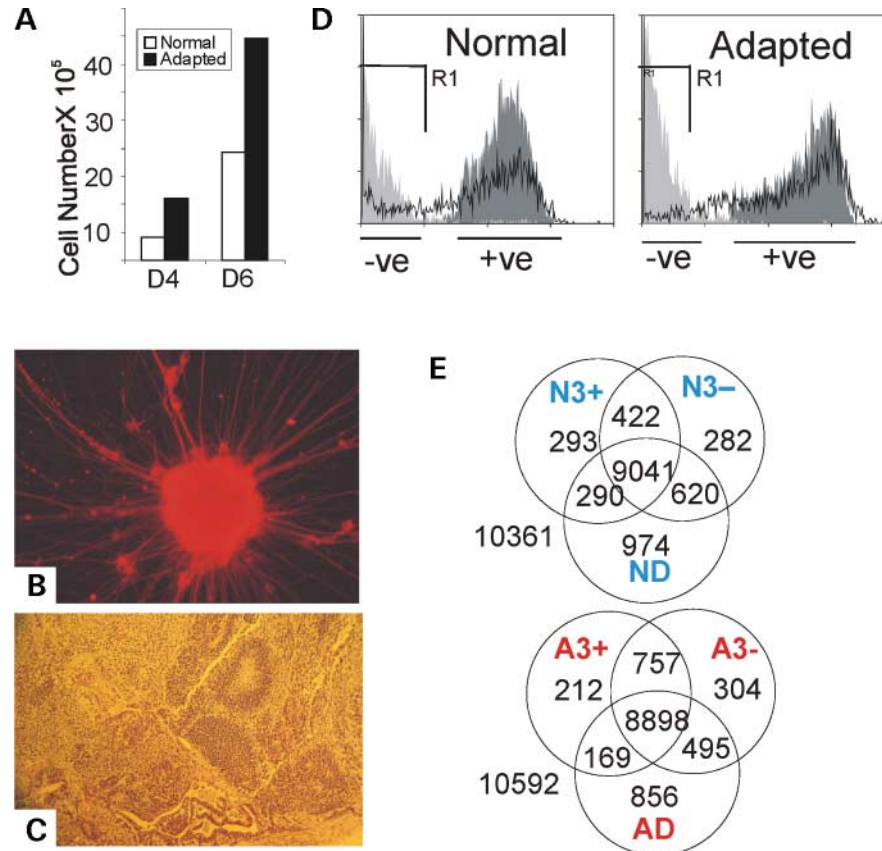 A
Cell NumberX 10⁵
40
30
20
10
Normal
Adapted
D4
D6
B
C
D
Normal
R1
-ve
+ve
Adapted
R1
R1
-ve
+ve
E
N3+
N3–
422
293
282
9041
290
620
10361
974
ND
A3+
A3-
757
212
304
8898
169
495
10592
856
AD